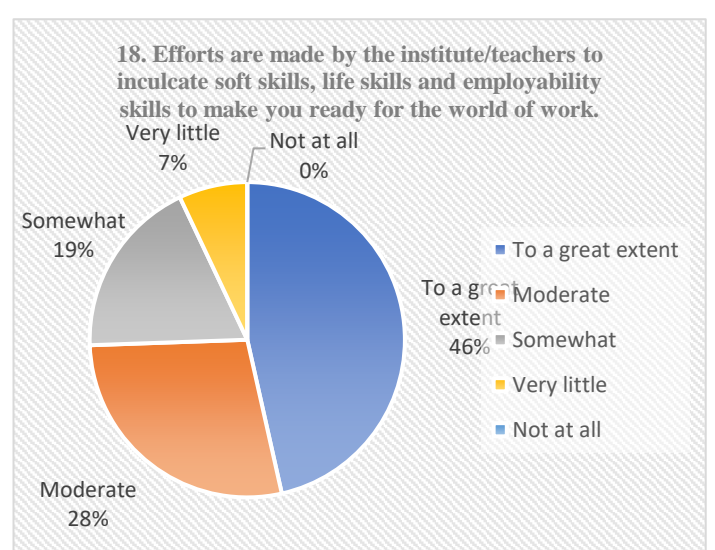 18. Efforts are made by the institute/teachers to
inculcate soft skills, life skills and employability
skills to make you ready for the world of work.
Very little
7%
Not at all
0%
Somewhat
19%
To a great
extent
46%
Moderate
28%
To a great extent
Moderate
Somewhat
Very little
Not at all